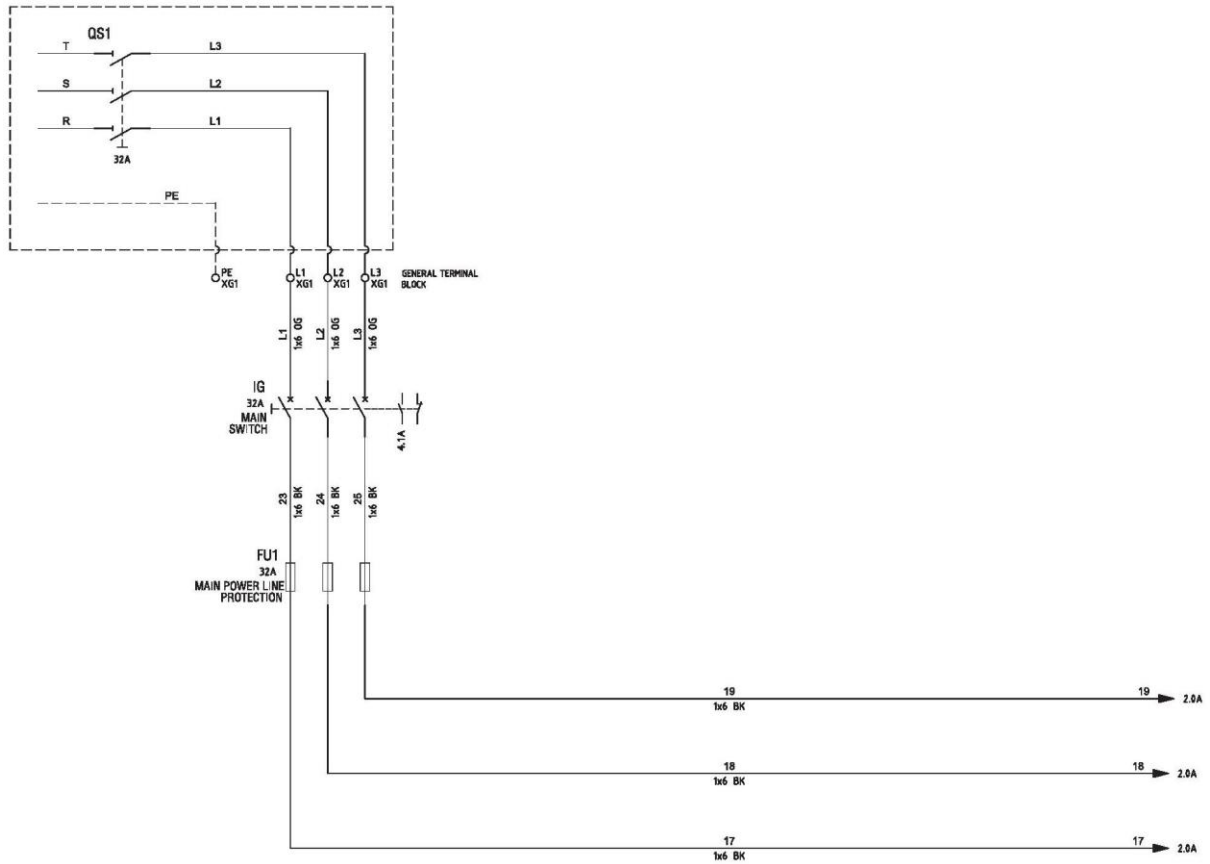 QS1
T
L3
S
L2
R
L1
32A
PE
PE
XG1
L1
XG1
L2
XG1
L3
XG1
GENERAL TERMINAL
BLOCK
L1
1x6 OG
L2
1x6 OG
L3
1x6 OG
IG
32A
MAIN
SWITCH
4.1A
23
1x6 BK
24
1x6 BK
25
1x6 BK
FU1
32A
MAIN POWER LINE
PROTECTION
19
1x6 BK
19
2.0A
18
1x6 BK
18
2.0A
17
1x6 BK
17
2.0A